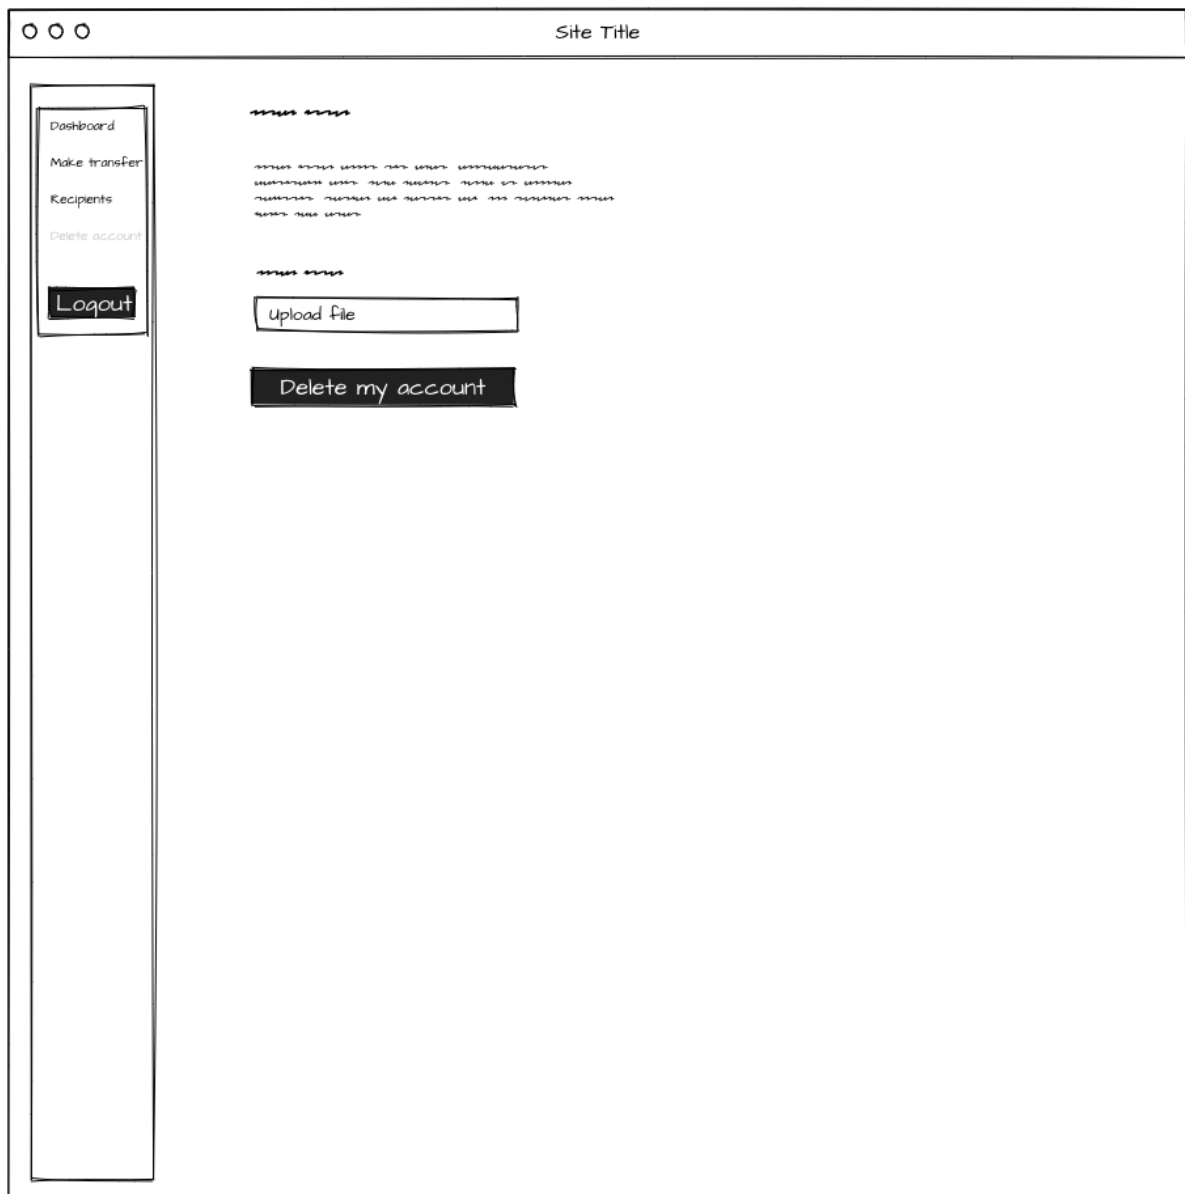 Site Title
Dashboard
Make transfer
Recipients
Delete account
Logout
Upload file
Delete my account